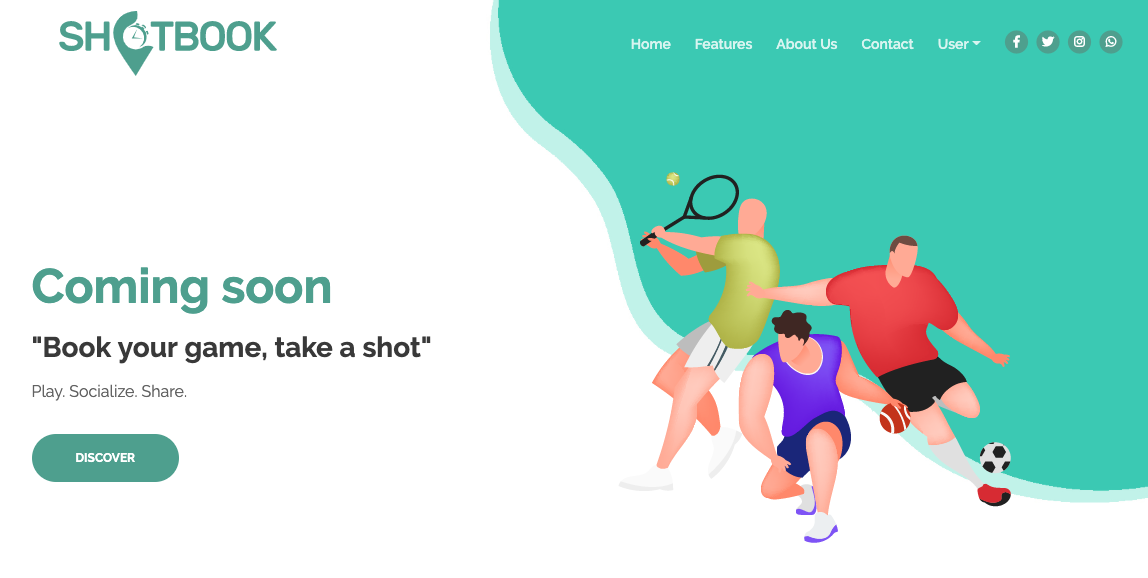 SHOTBOOK
Home Features About Us Contact User
Coming soon
"Book your game, take a shot"
Play. Socialize. Share.
DISCOVER